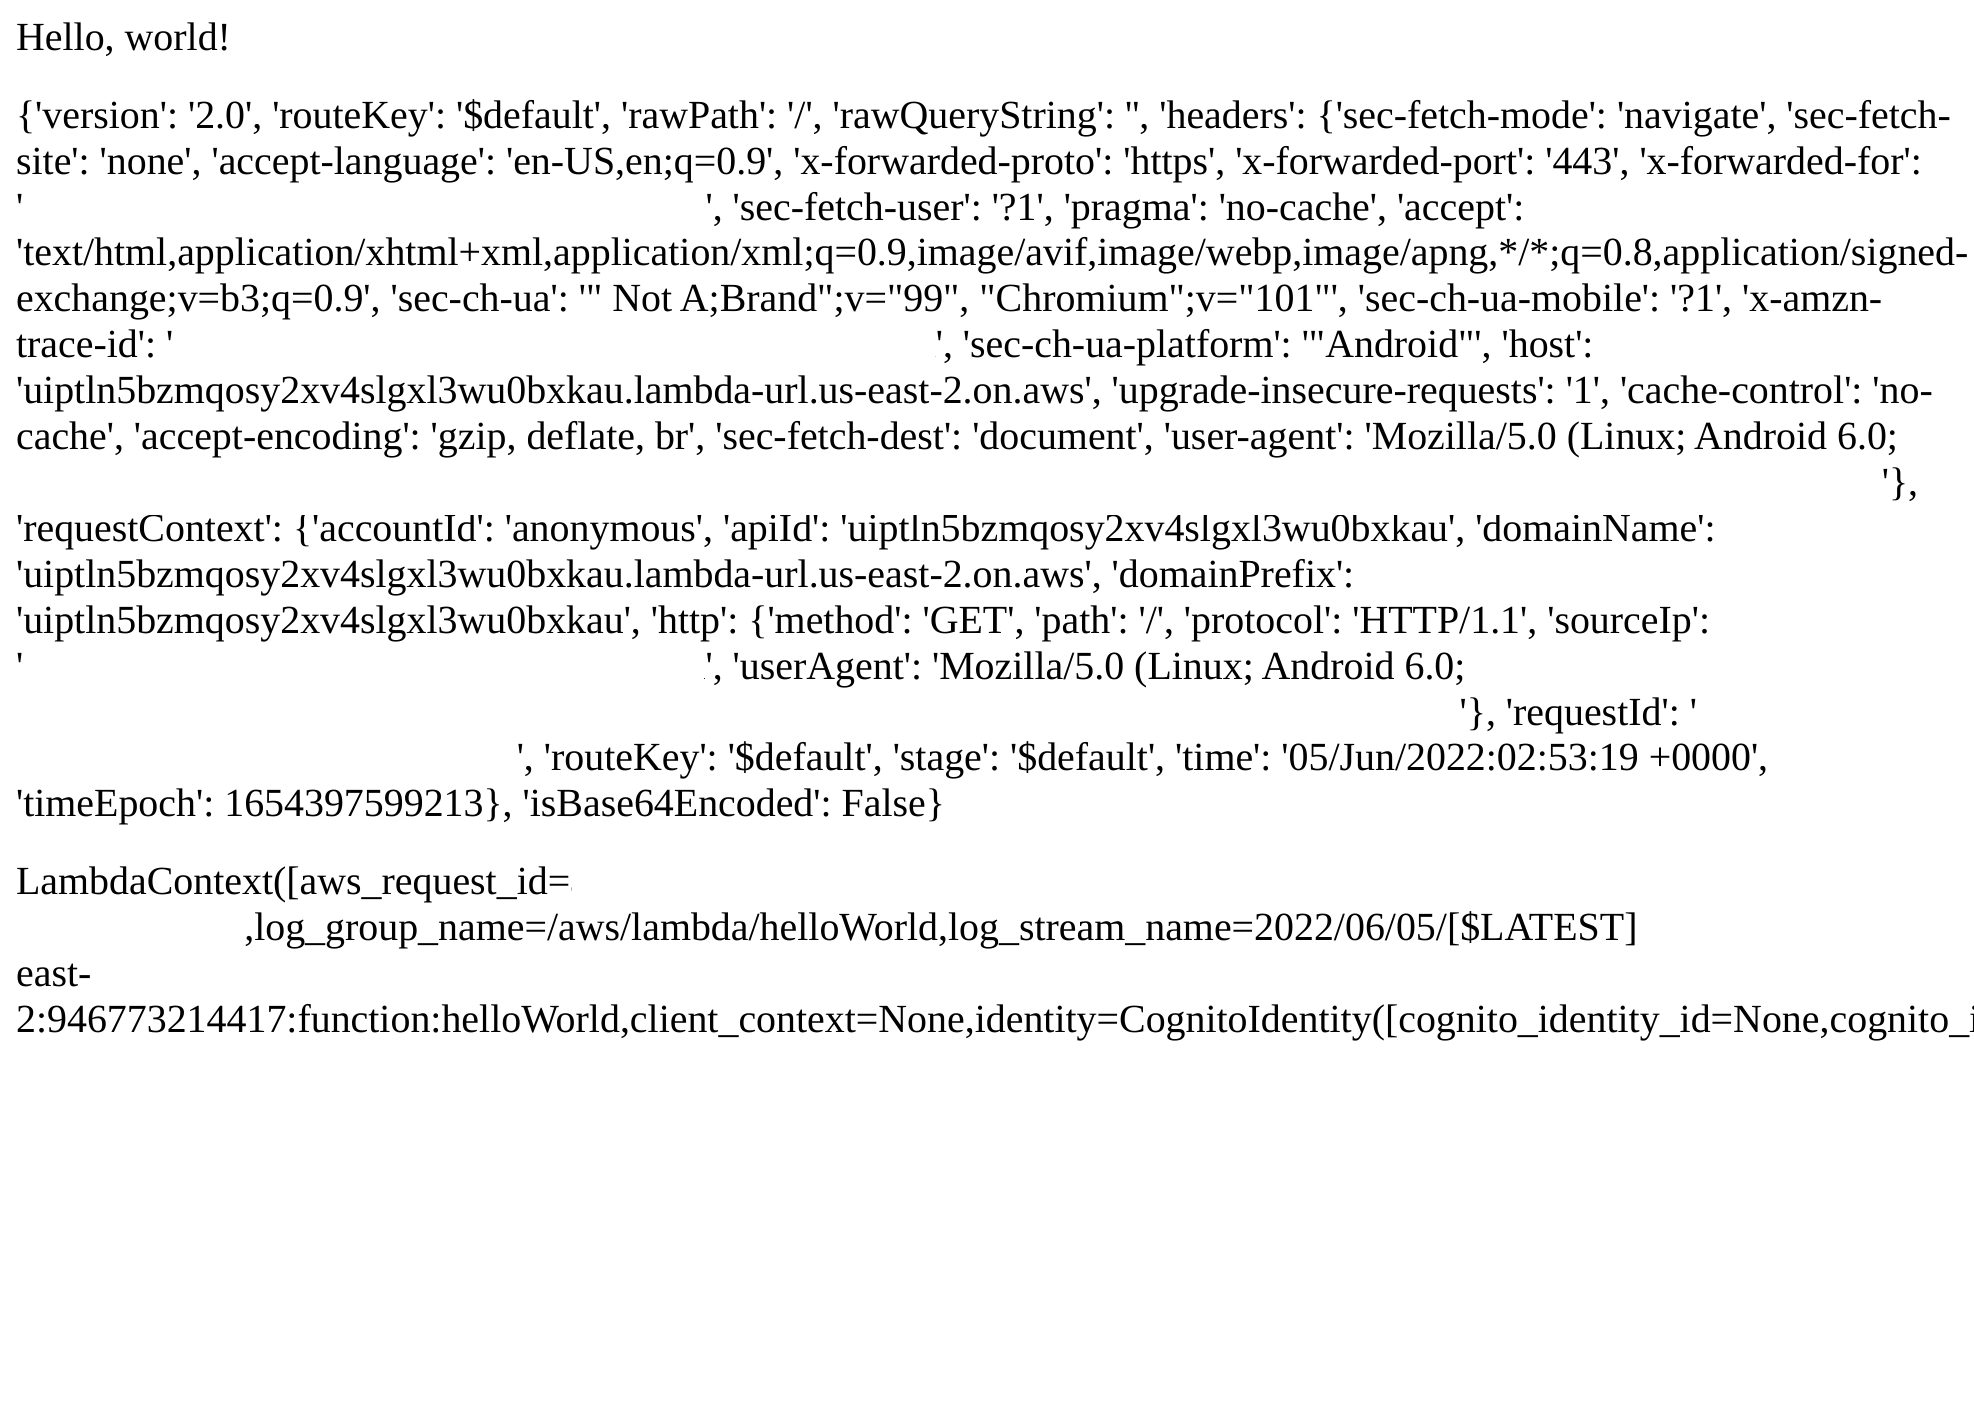 Hello, world!
{'version': '2.0', 'routeKey': '$default', 'rawPath': '/', 'rawQueryString': '', 'headers': {'sec-fetch-mode': 'navigate', 'sec-fetch-
site': 'none', 'accept-language': 'en-US,en;q=0.9', 'x-forwarded-proto': 'https', 'x-forwarded-port': '443', 'x-forwarded-for':
' ', 'sec-fetch-user': '?1', 'pragma': 'no-cache', 'accept':
'text/html,application/xhtml+xml,application/xml;q=0.9,image/avif,image/webp,image/apng,*/*;q=0.8,application/signed-
exchange;v=b3;q=0.9', 'sec-ch-ua': '" Not A;Brand";v="99", "Chromium";v="101"', 'sec-ch-ua-mobile': '?1', 'x-amzn-
trace-id': ' ', 'sec-ch-ua-platform': '"Android"', 'host':
'uiptln5bzmqosy2xv4slgxl3wu0bxkau.lambda-url.us-east-2.on.aws', 'upgrade-insecure-requests': '1', 'cache-control': 'no-
cache', 'accept-encoding': 'gzip, deflate, br', 'sec-fetch-dest': 'document', 'user-agent': 'Mozilla/5.0 (Linux; Android 6.0;
'},
'requestContext': {'accountId': 'anonymous', 'apiId': 'uiptln5bzmqosy2xv4slgxl3wu0bxkau', 'domainName':
'uiptln5bzmqosy2xv4slgxl3wu0bxkau.lambda-url.us-east-2.on.aws', 'domainPrefix':
'uiptln5bzmqosy2xv4slgxl3wu0bxkau', 'http': {'method': 'GET', 'path': '/', 'protocol': 'HTTP/1.1', 'sourceIp':
' ', 'userAgent': 'Mozilla/5.0 (Linux; Android 6.0;
'}, 'requestId': '
', 'routeKey': '$default', 'stage': '$default', 'time': '05/Jun/2022:02:53:19 +0000',
'timeEpoch': 1654397599213}, 'isBase64Encoded': False}
LambdaContext([aws_request_id=
,log_group_name=/aws/lambda/helloWorld,log_stream_name=2022/06/05/[$LATEST]
east-
2:946773214417:function:helloWorld,client_context=None,identity=CognitoIdentity([cognito_identity_id=None,cognito_i